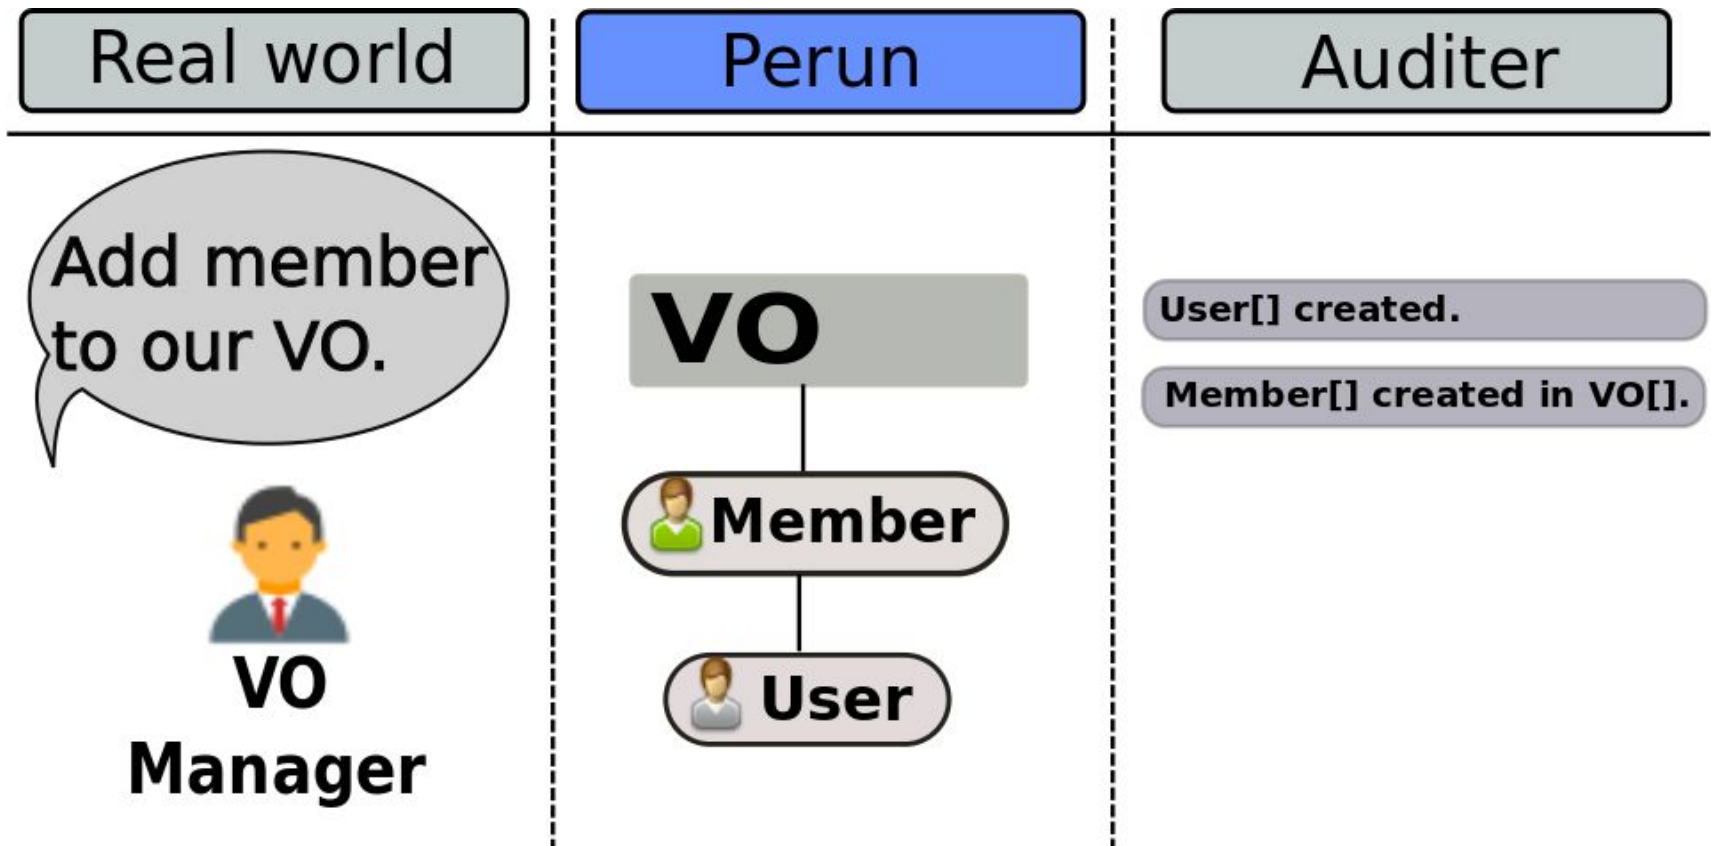 Real world
Perun
Auditer
Add member
to our VO.
VO
Manager
VO
Member
User
User[] created.
Member[] created in VO[].